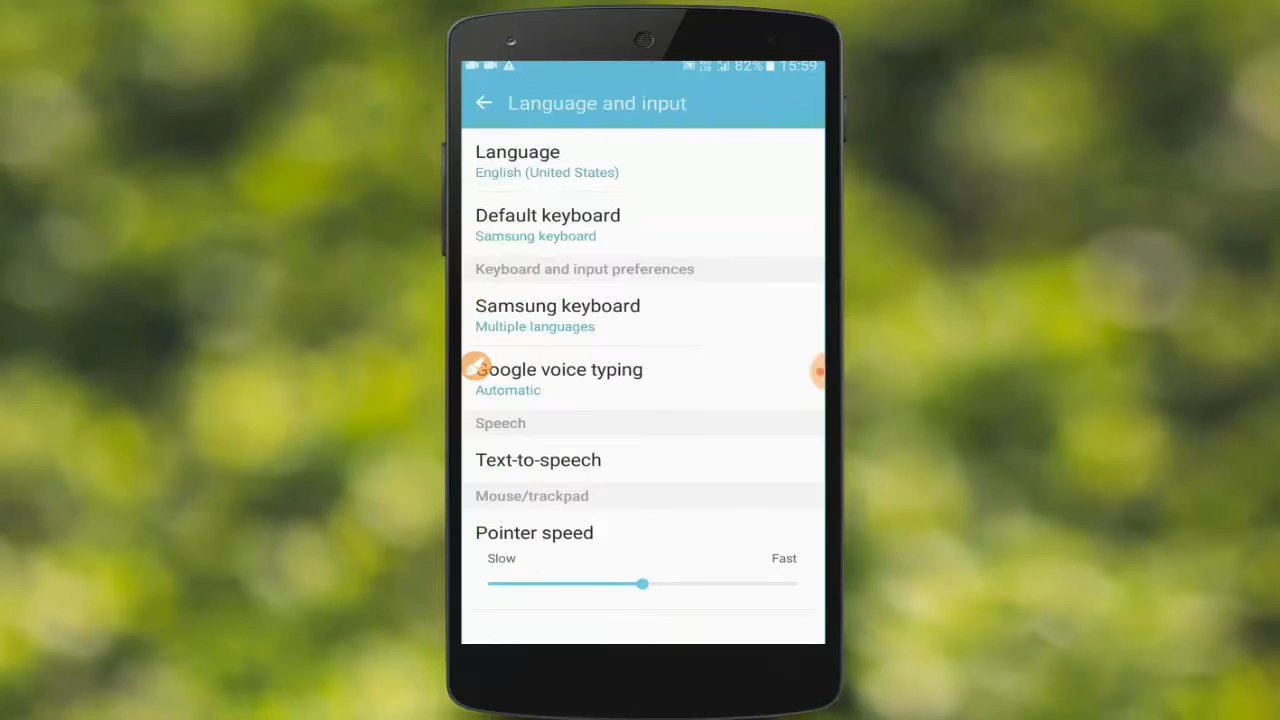 82% 15:59
Language and input
Language
English (United States)
Default keyboard
Samsung keyboard
Keyboard and input preferences
Samsung keyboard
Multiple languages
Google voice typing
Automatic
Speech
Text-to-speech
Mouse/trackpad
Pointer speed
Slow Fast